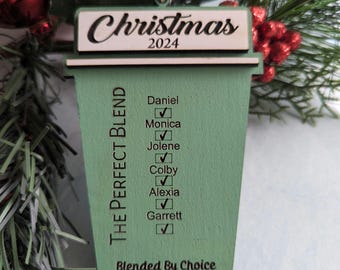 Christmas
2024
THE PERFECT BLEND
Daniel
Monica
Jolene
Colby
Alexia
Garrett
Blended By Choice